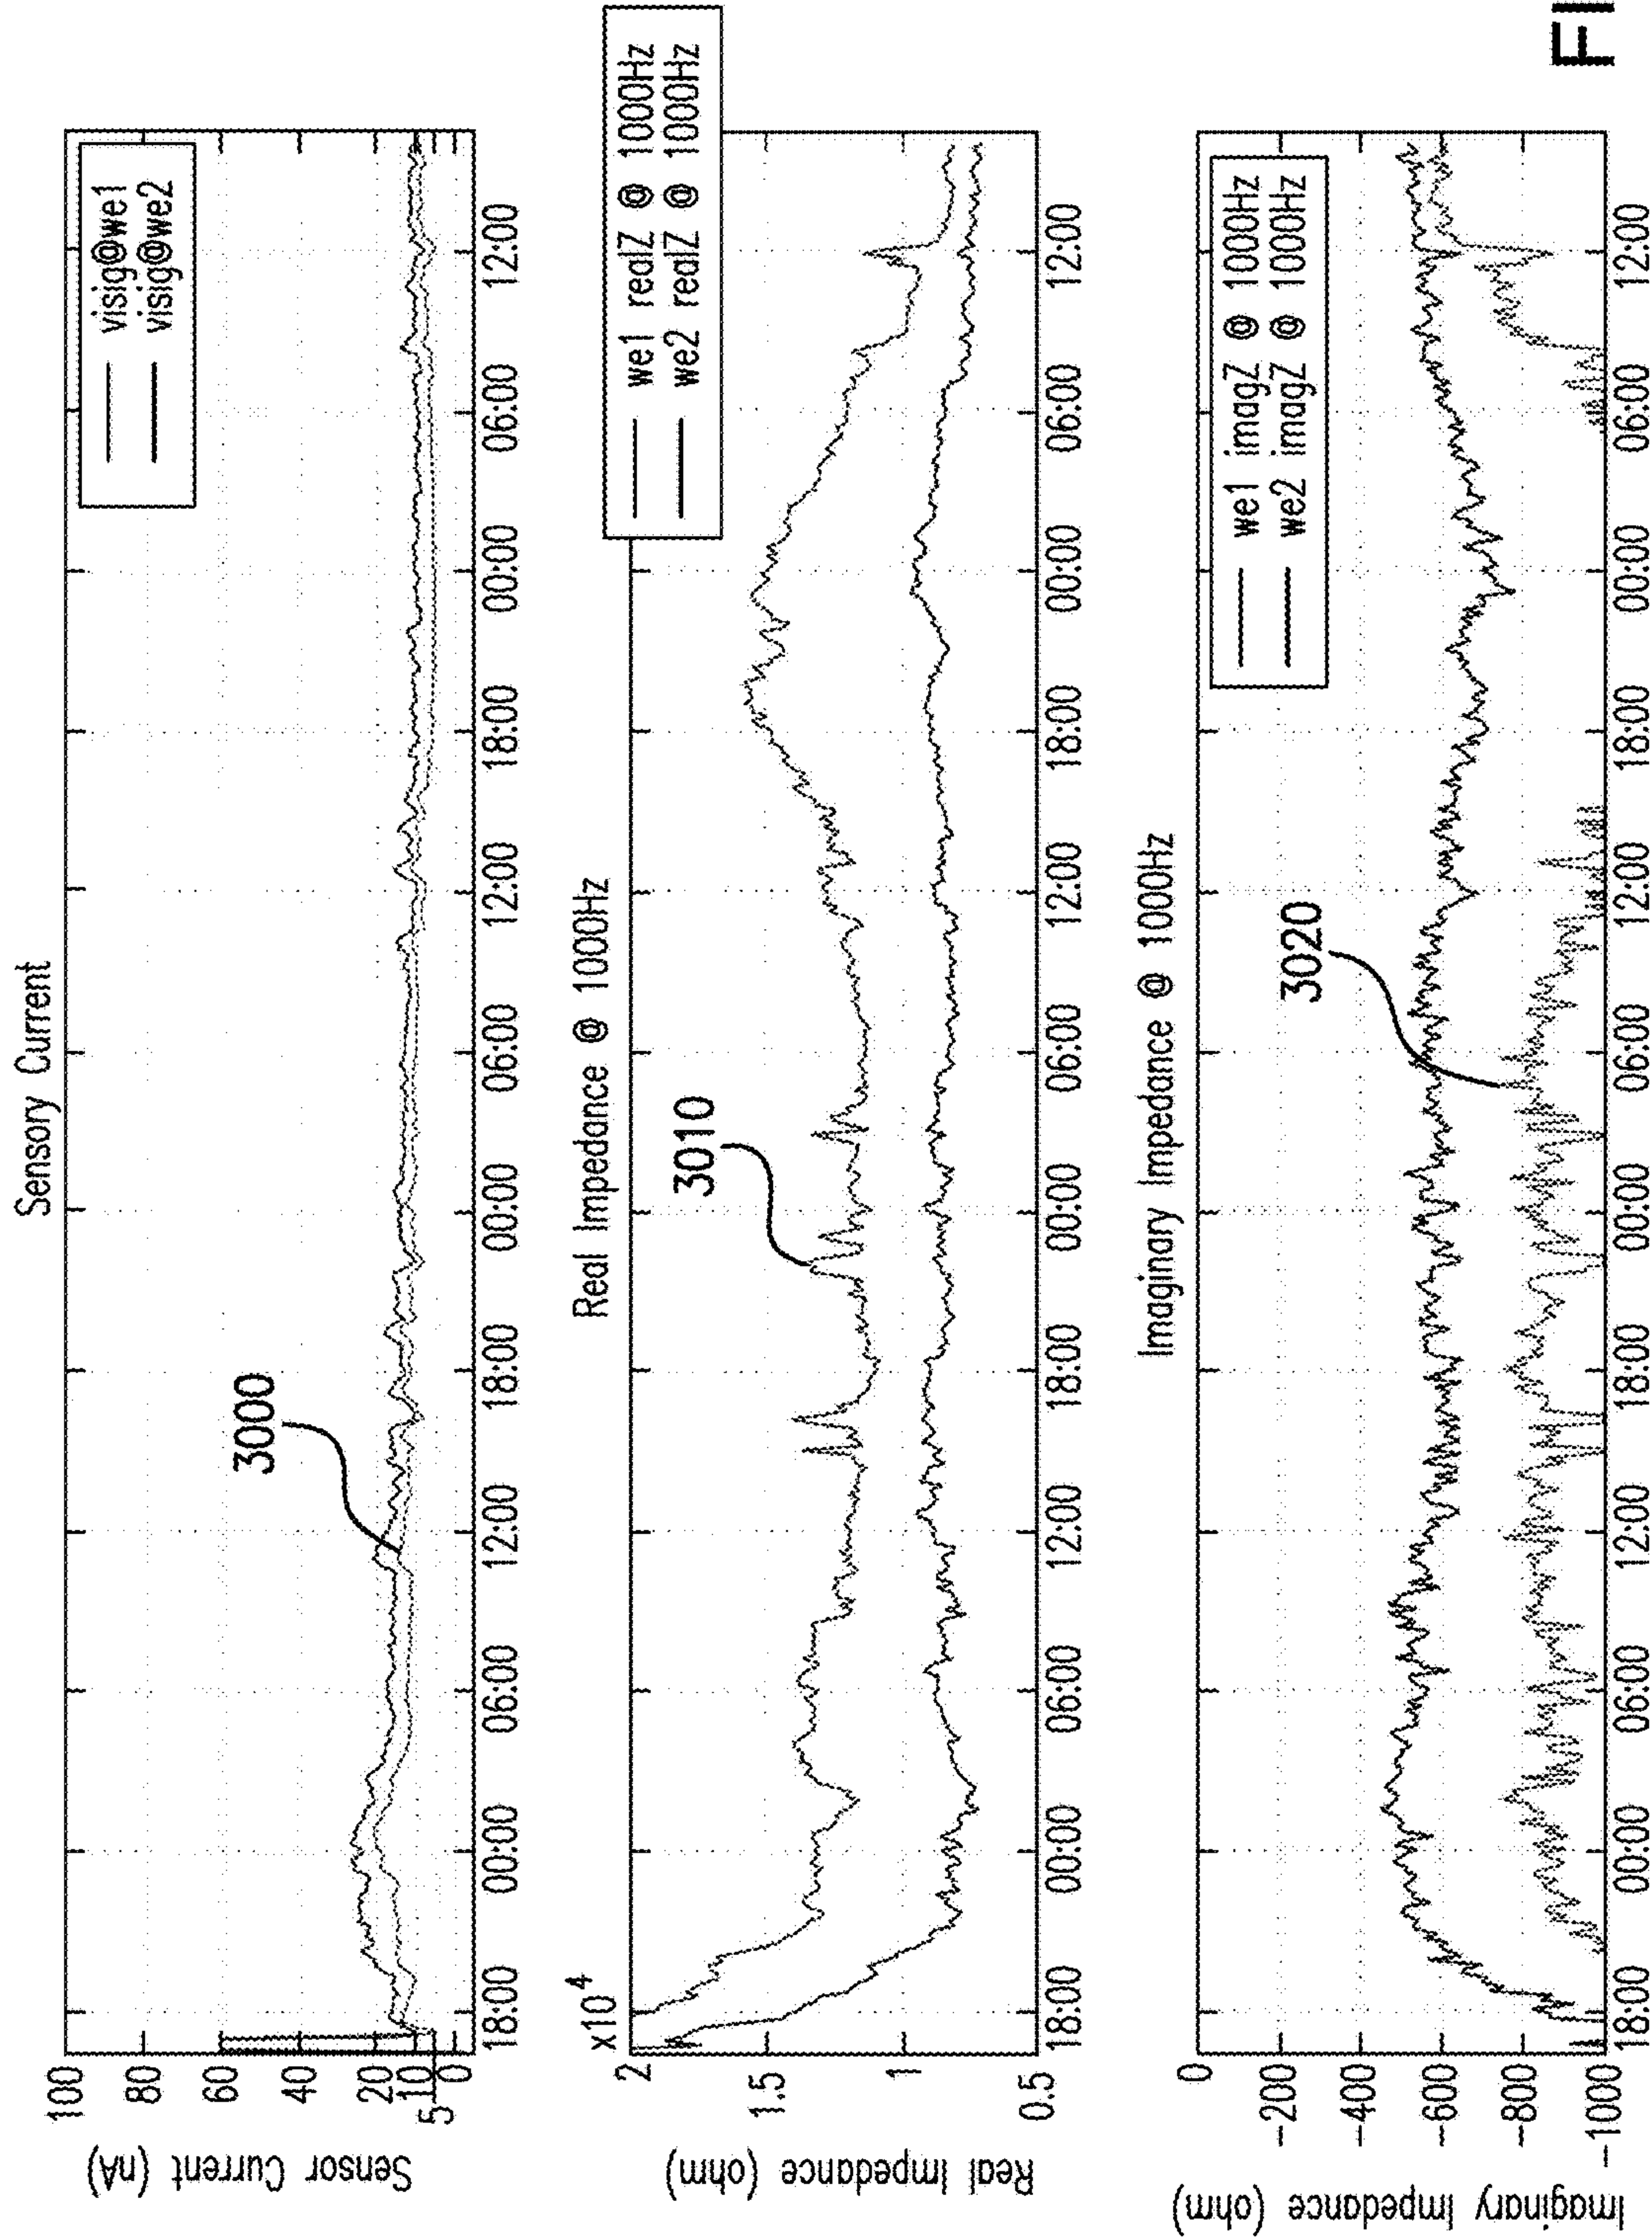 Sensory Current
Sensor Current (nA)
100
80
60
40
20
10
5
0
visig@we1
visig@we2
3000
18:00 00:00 06:00 12:00 18:00 00:00 06:00 12:00 18:00 00:00 06:00 12:00
Real Impedance @ 1000Hz
x10⁴
Real Impedance (ohm)
2
1.5
1
0.5
we1 realZ @ 1000Hz
we2 realZ @ 1000Hz
3010
18:00 00:00 06:00 12:00 18:00 00:00 06:00 12:00 18:00 00:00 06:00 12:00
Imaginary Impedance @ 1000Hz
Imaginary Impedance (ohm)
0
-200
-400
-600
-800
-1000
we1 imagZ @ 1000Hz
we2 imagZ @ 1000Hz
3020
18:00 00:00 06:00 12:00 18:00 00:00 06:00 12:00 18:00 00:00 06:00 12:00